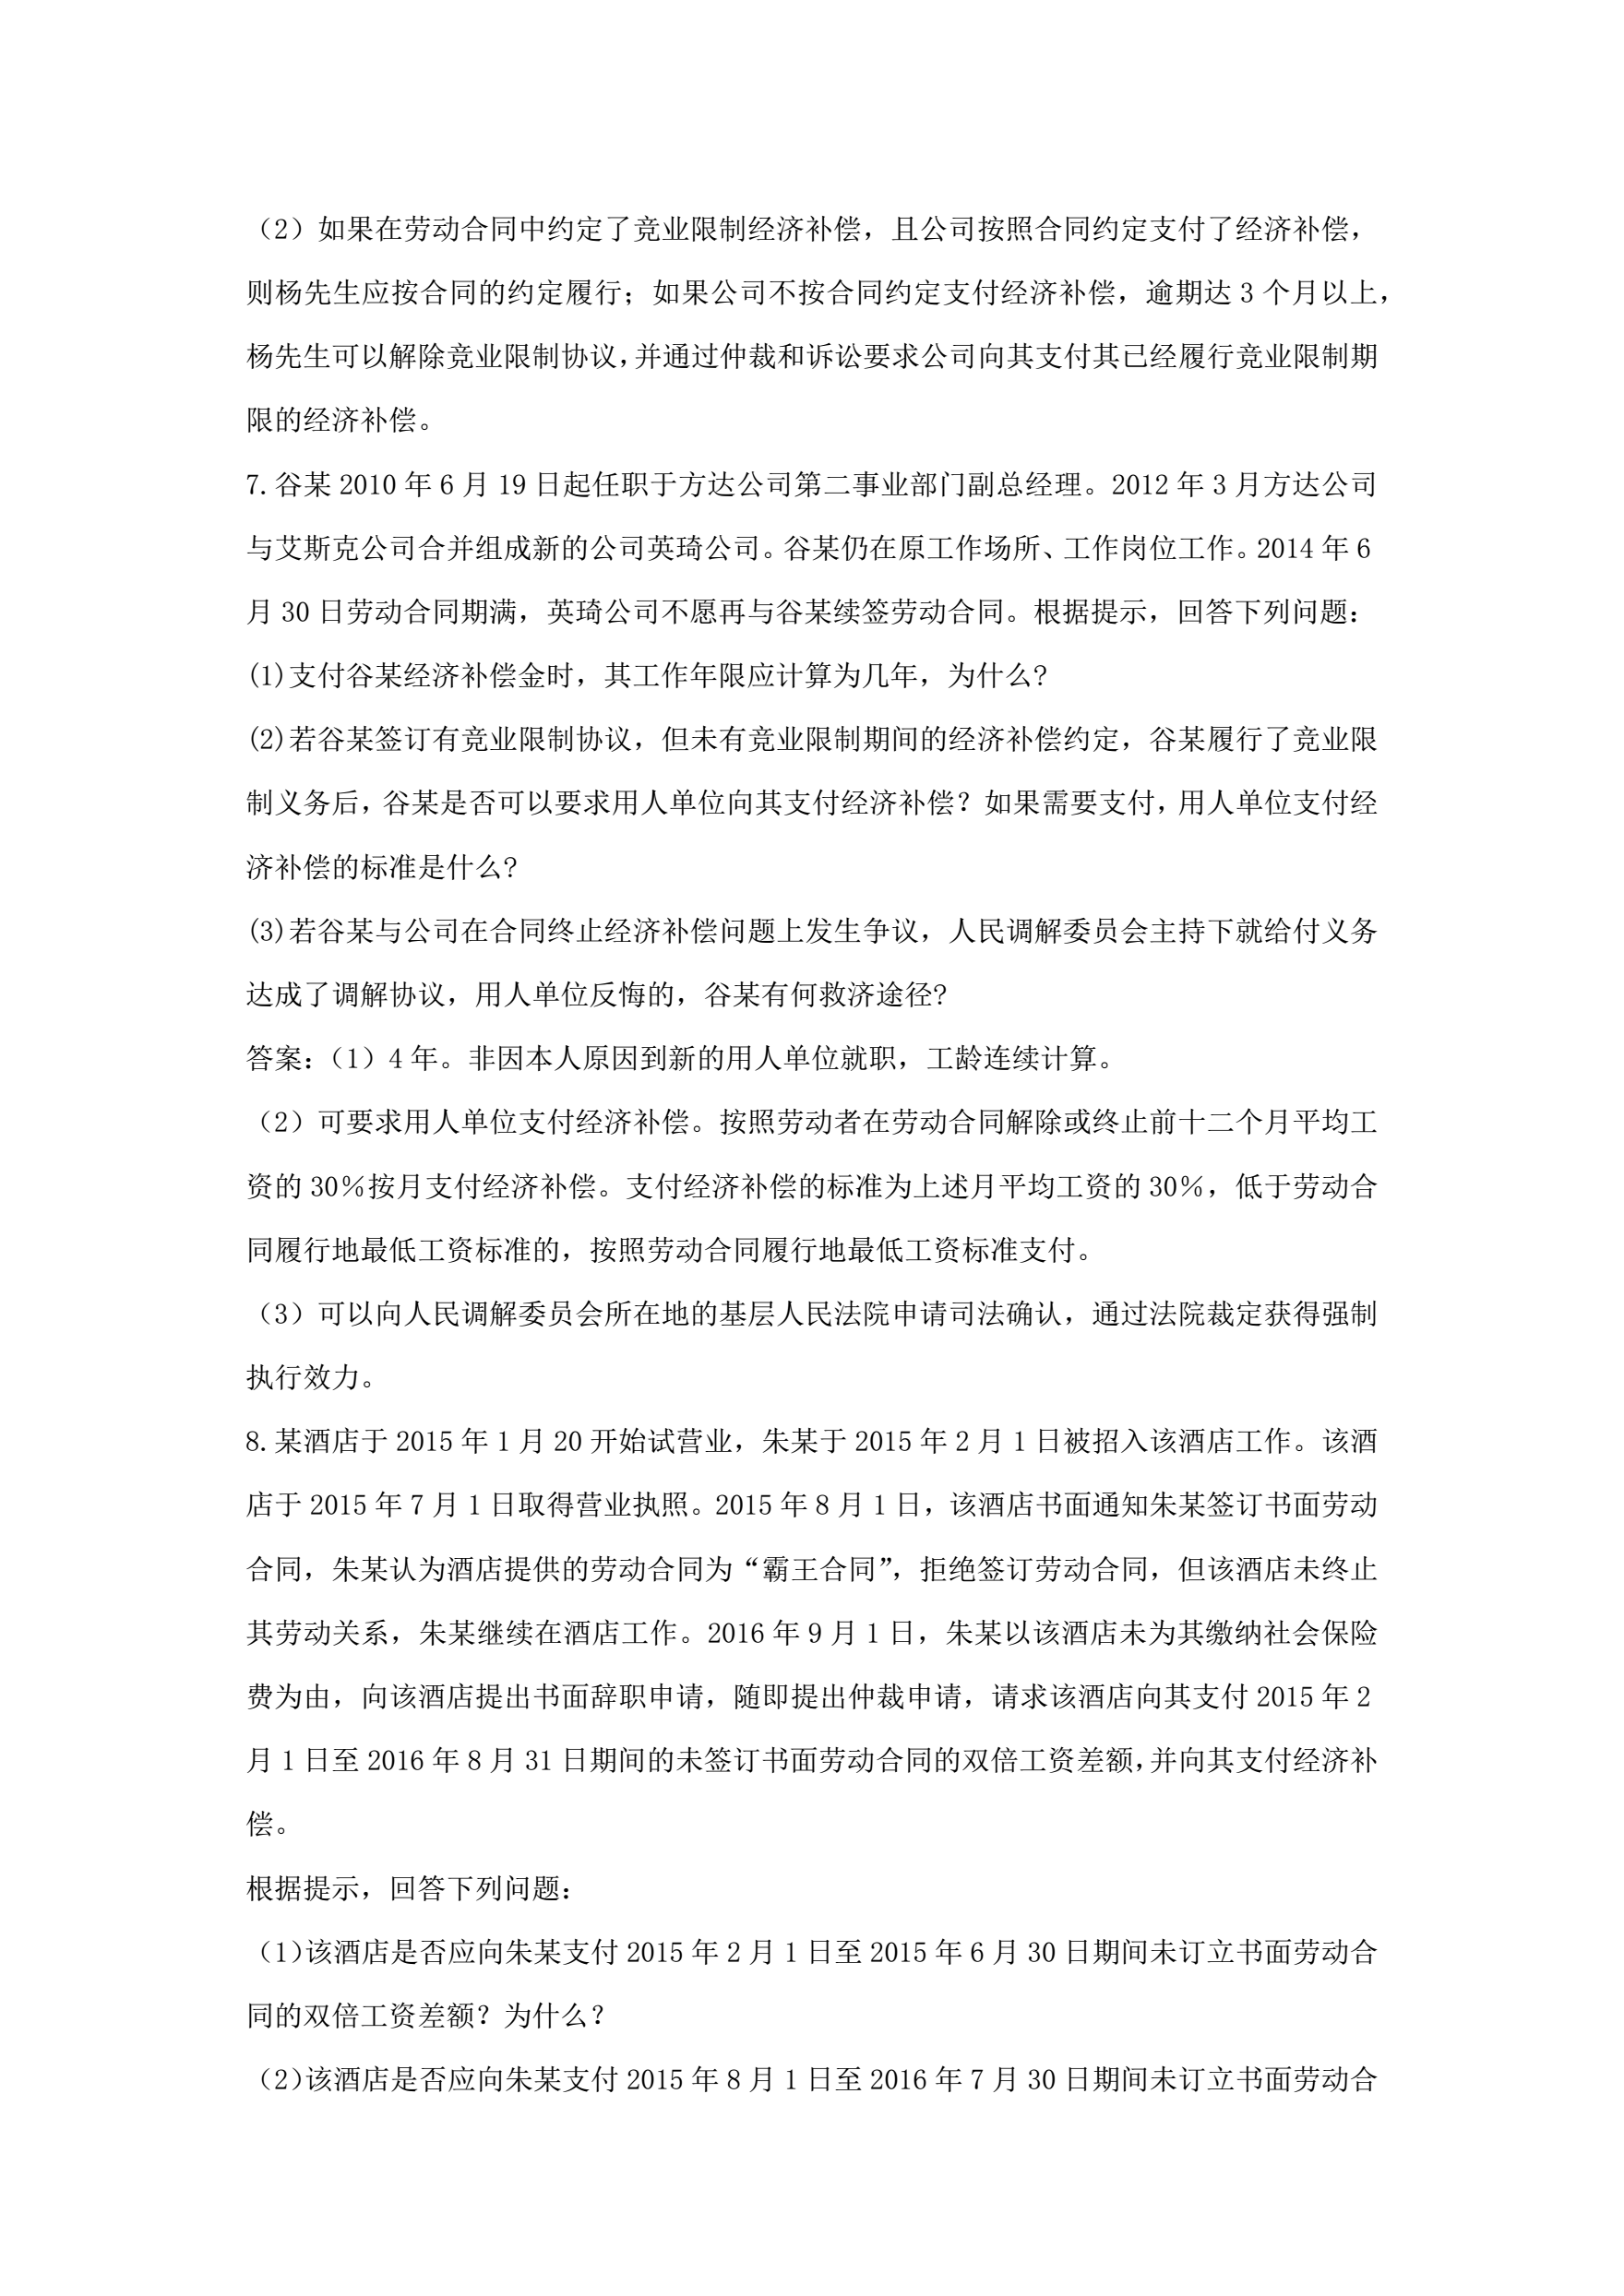 （2）如果在劳动合同中约定了竞业限制经济补偿，且公司按照合同约定支付了经济补偿，
则杨先生应按合同的约定履行；如果公司不按合同约定支付经济补偿，逾期达 3 个月以上，
杨先生可以解除竞业限制协议，并通过仲裁和诉讼要求公司向其支付其已经履行竞业限制期
限的经济补偿。
7.谷某 2010 年 6 月 19 日起任职于方达公司第二事业部门副总经理。2012 年 3 月方达公司
与艾斯克公司合并组成新的公司英琦公司。谷某仍在原工作场所、工作岗位工作。2014 年 6
月 30 日劳动合同期满，英琦公司不愿再与谷某续签劳动合同。根据提示，回答下列问题：
(1)支付谷某经济补偿金时，其工作年限应计算为几年，为什么?
(2)若谷某签订有竞业限制协议，但未有竞业限制期间的经济补偿约定，谷某履行了竞业限
制义务后，谷某是否可以要求用人单位向其支付经济补偿？如果需要支付，用人单位支付经
济补偿的标准是什么?
(3)若谷某与公司在合同终止经济补偿问题上发生争议，人民调解委员会主持下就给付义务
达成了调解协议，用人单位反悔的，谷某有何救济途径?
答案：（1）4 年。非因本人原因到新的用人单位就职，工龄连续计算。
（2）可要求用人单位支付经济补偿。按照劳动者在劳动合同解除或终止前十二个月平均工
资的 30％按月支付经济补偿。支付经济补偿的标准为上述月平均工资的 30％，低于劳动合
同履行地最低工资标准的，按照劳动合同履行地最低工资标准支付。
（3）可以向人民调解委员会所在地的基层人民法院申请司法确认，通过法院裁定获得强制
执行效力。
8.某酒店于 2015 年 1 月 20 开始试营业，朱某于 2015 年 2 月 1 日被招入该酒店工作。该酒
店于 2015 年 7 月 1 日取得营业执照。2015 年 8 月 1 日，该酒店书面通知朱某签订书面劳动
合同，朱某认为酒店提供的劳动合同为“霸王合同”，拒绝签订劳动合同，但该酒店未终止
其劳动关系，朱某继续在酒店工作。2016 年 9 月 1 日，朱某以该酒店未为其缴纳社会保险
费为由，向该酒店提出书面辞职申请，随即提出仲裁申请，请求该酒店向其支付 2015 年 2
月 1 日至 2016 年 8 月 31 日期间的未签订书面劳动合同的双倍工资差额，并向其支付经济补
偿。
根据提示，回答下列问题：
（1)该酒店是否应向朱某支付 2015 年 2 月 1 日至 2015 年 6 月 30 日期间未订立书面劳动合
同的双倍工资差额？为什么？
（2)该酒店是否应向朱某支付 2015 年 8 月 1 日至 2016 年 7 月 30 日期间未订立书面劳动合